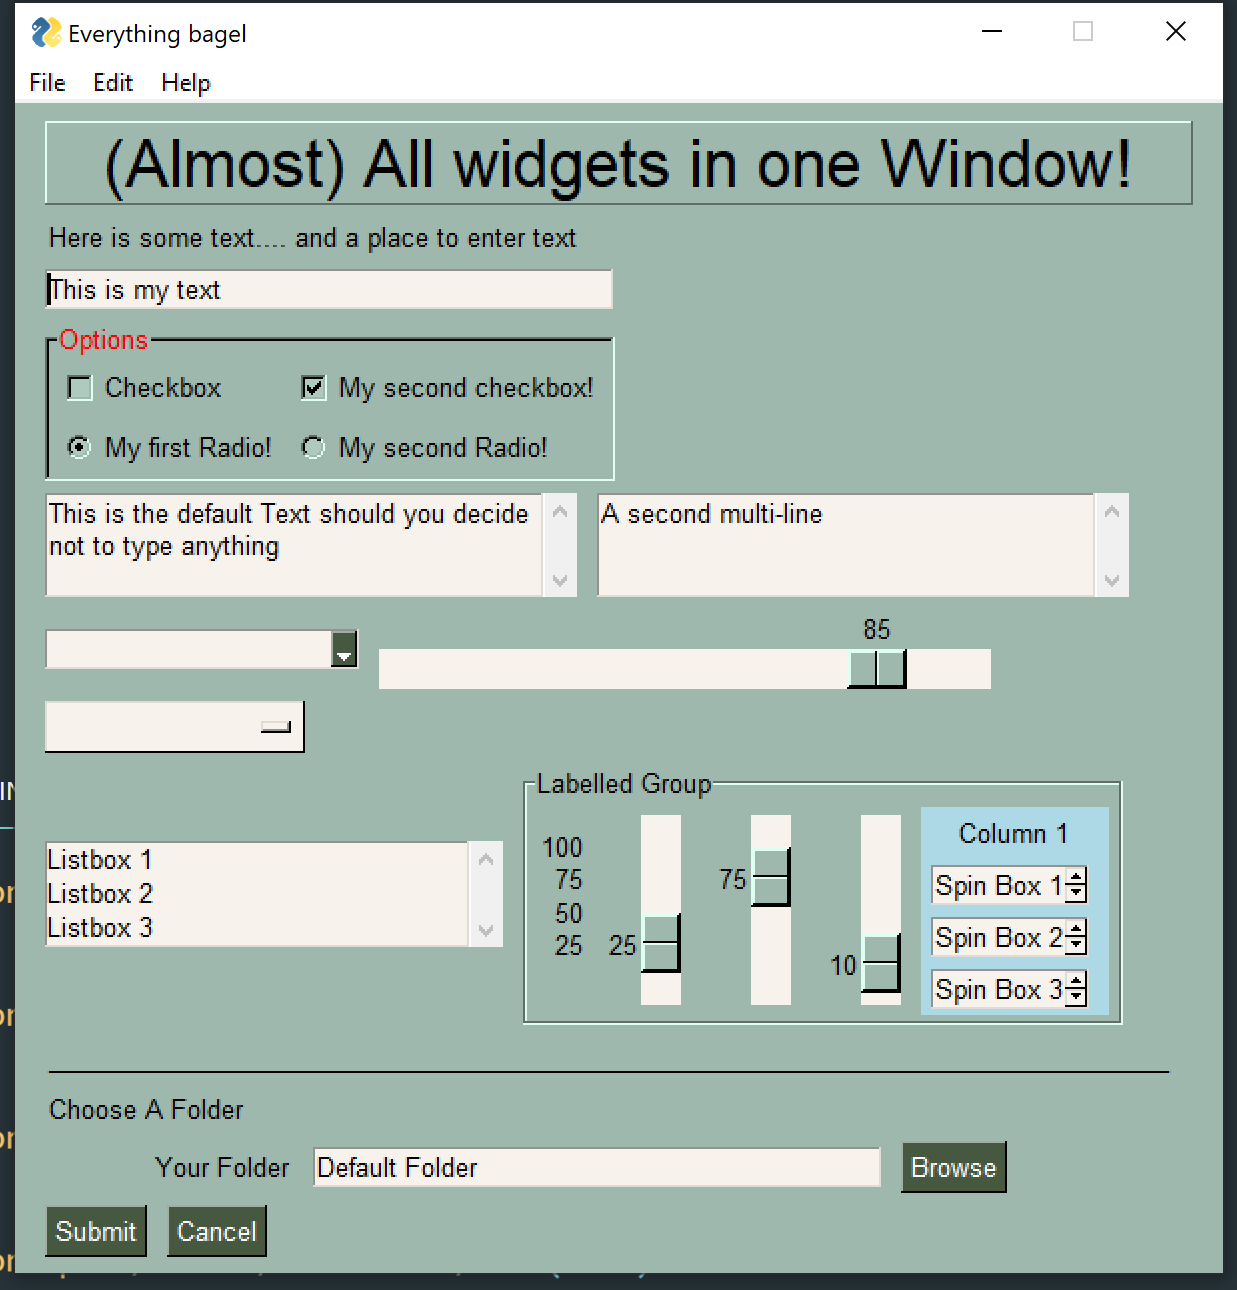 Everything bagel
File Edit Help
(Almost) All widgets in one Window!
Here is some text.... and a place to enter text
This is my text
Options
Checkbox My second checkbox!
My first Radio! My second Radio!
This is the default Text should you decide
not to type anything
A second multi-line
85
Labelled Group
Listbox 1
Listbox 2
Listbox 3
100
75
50
25
25
75
10
Column 1
Spin Box 1
Spin Box 2
Spin Box 3
Choose A Folder
Your Folder Default Folder Browse
Submit Cancel